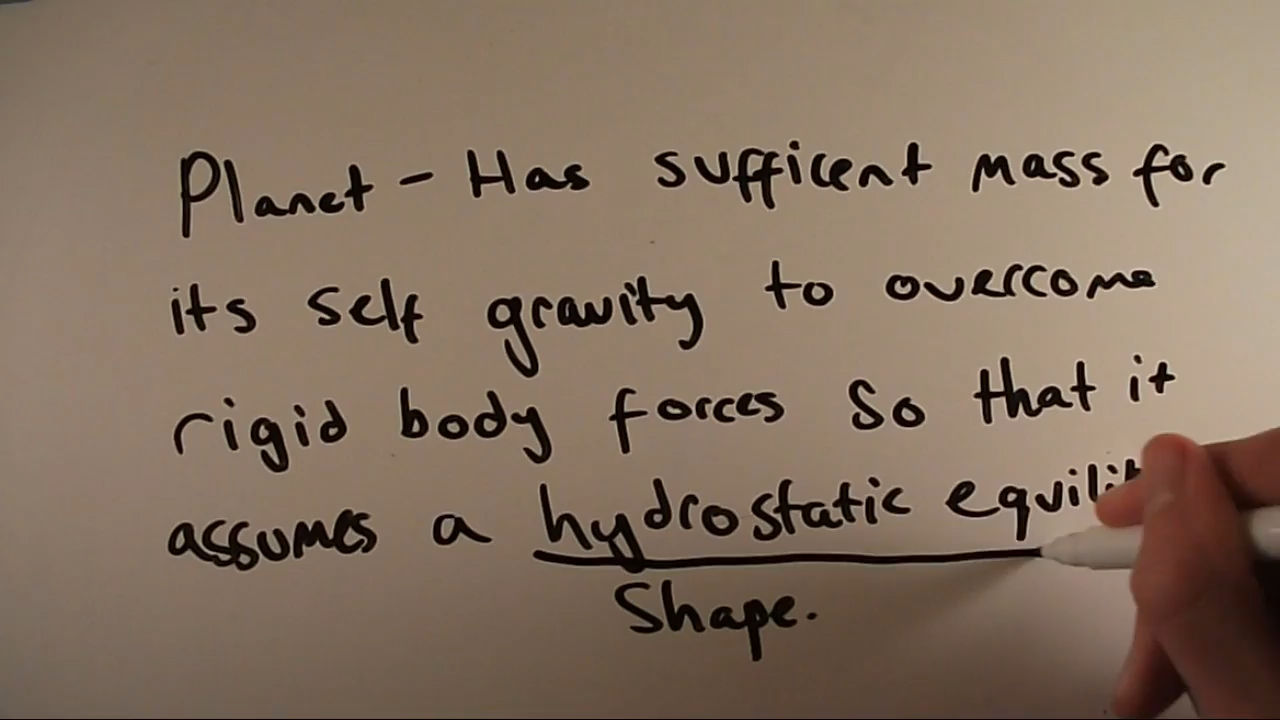 Planet - Has sufficent mass for
its self gravity to overcome
rigid body forces so that it
assumes a hydrostatic
Shape.